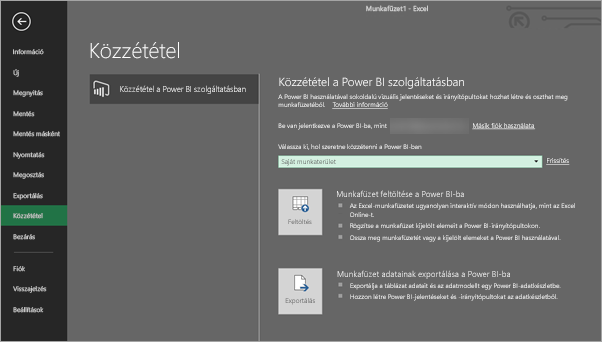 Munkafüzet1 - Excel
Közzététel
Információ
Új
Megnyitás
Mentés
Mentés másként
Nyomtatás
Megosztás
Exportálás
Közzététel
Bezárás
Fiók
Visszajelzés
Beállítások
Közzététel a Power BI szolgáltatásban
Közzététel a Power BI szolgáltatásban
A Power BI használatával sokoldalú vizuális jelentéseket és irányítópultokat hozhat létre és oszthat meg
munkafüzetéből. További információ
Be van jelentkezve a Power BI-ba, mint
Másik fiók használata
Válassza ki, hol szeretne közzétenni a Power BI-ben
Saját munkaterület
Frissítés
Feltöltés
Munkafüzet feltöltése a Power BI-ba
Az Excel-munkafüzetet ugyanolyan interaktív módon használhatja, mint az Excel
Online-t.
Rögzítse a munkafüzet kijelölt elemeit a Power BI-irányítópultokon.
Ossza meg munkafüzetét vagy a kijelölt elemeket a Power BI használatával.
Exportálás
Munkafüzet adatainak exportálása a Power BI-ba
Exportálja a táblázat adatait és az adatmodellt egy Power BI-adatkészletbe.
Hozzon létre Power BI-jelentéseket és -irányítópultokat az adatkészletből.